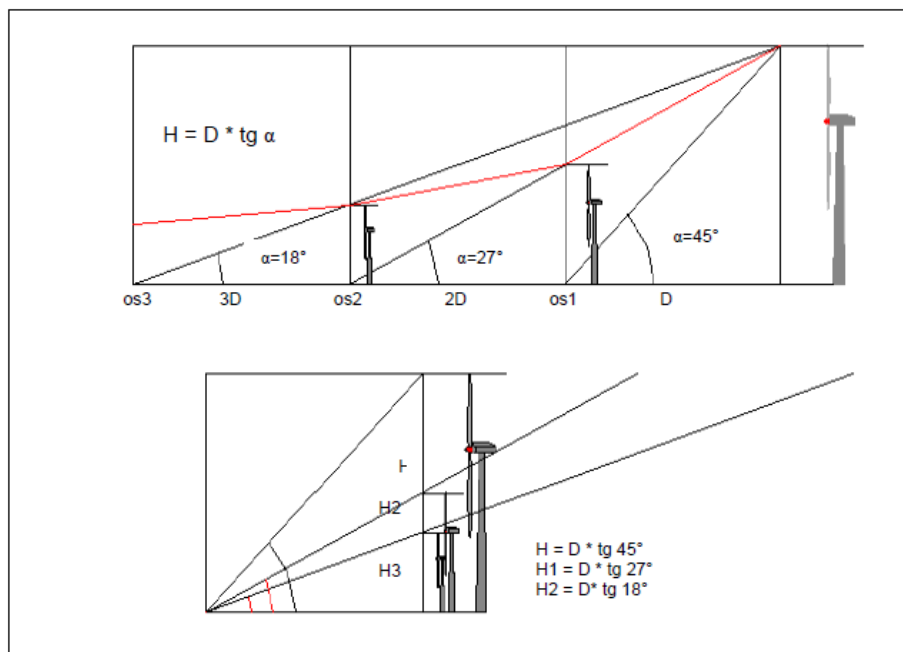 H = D * tg α
α=18°
α=27°
α=45°
os3
3D
os2
2D
os1
D
H
H2
H3
H = D * tg 45°
H1 = D * tg 27°
H2 = D* tg 18°